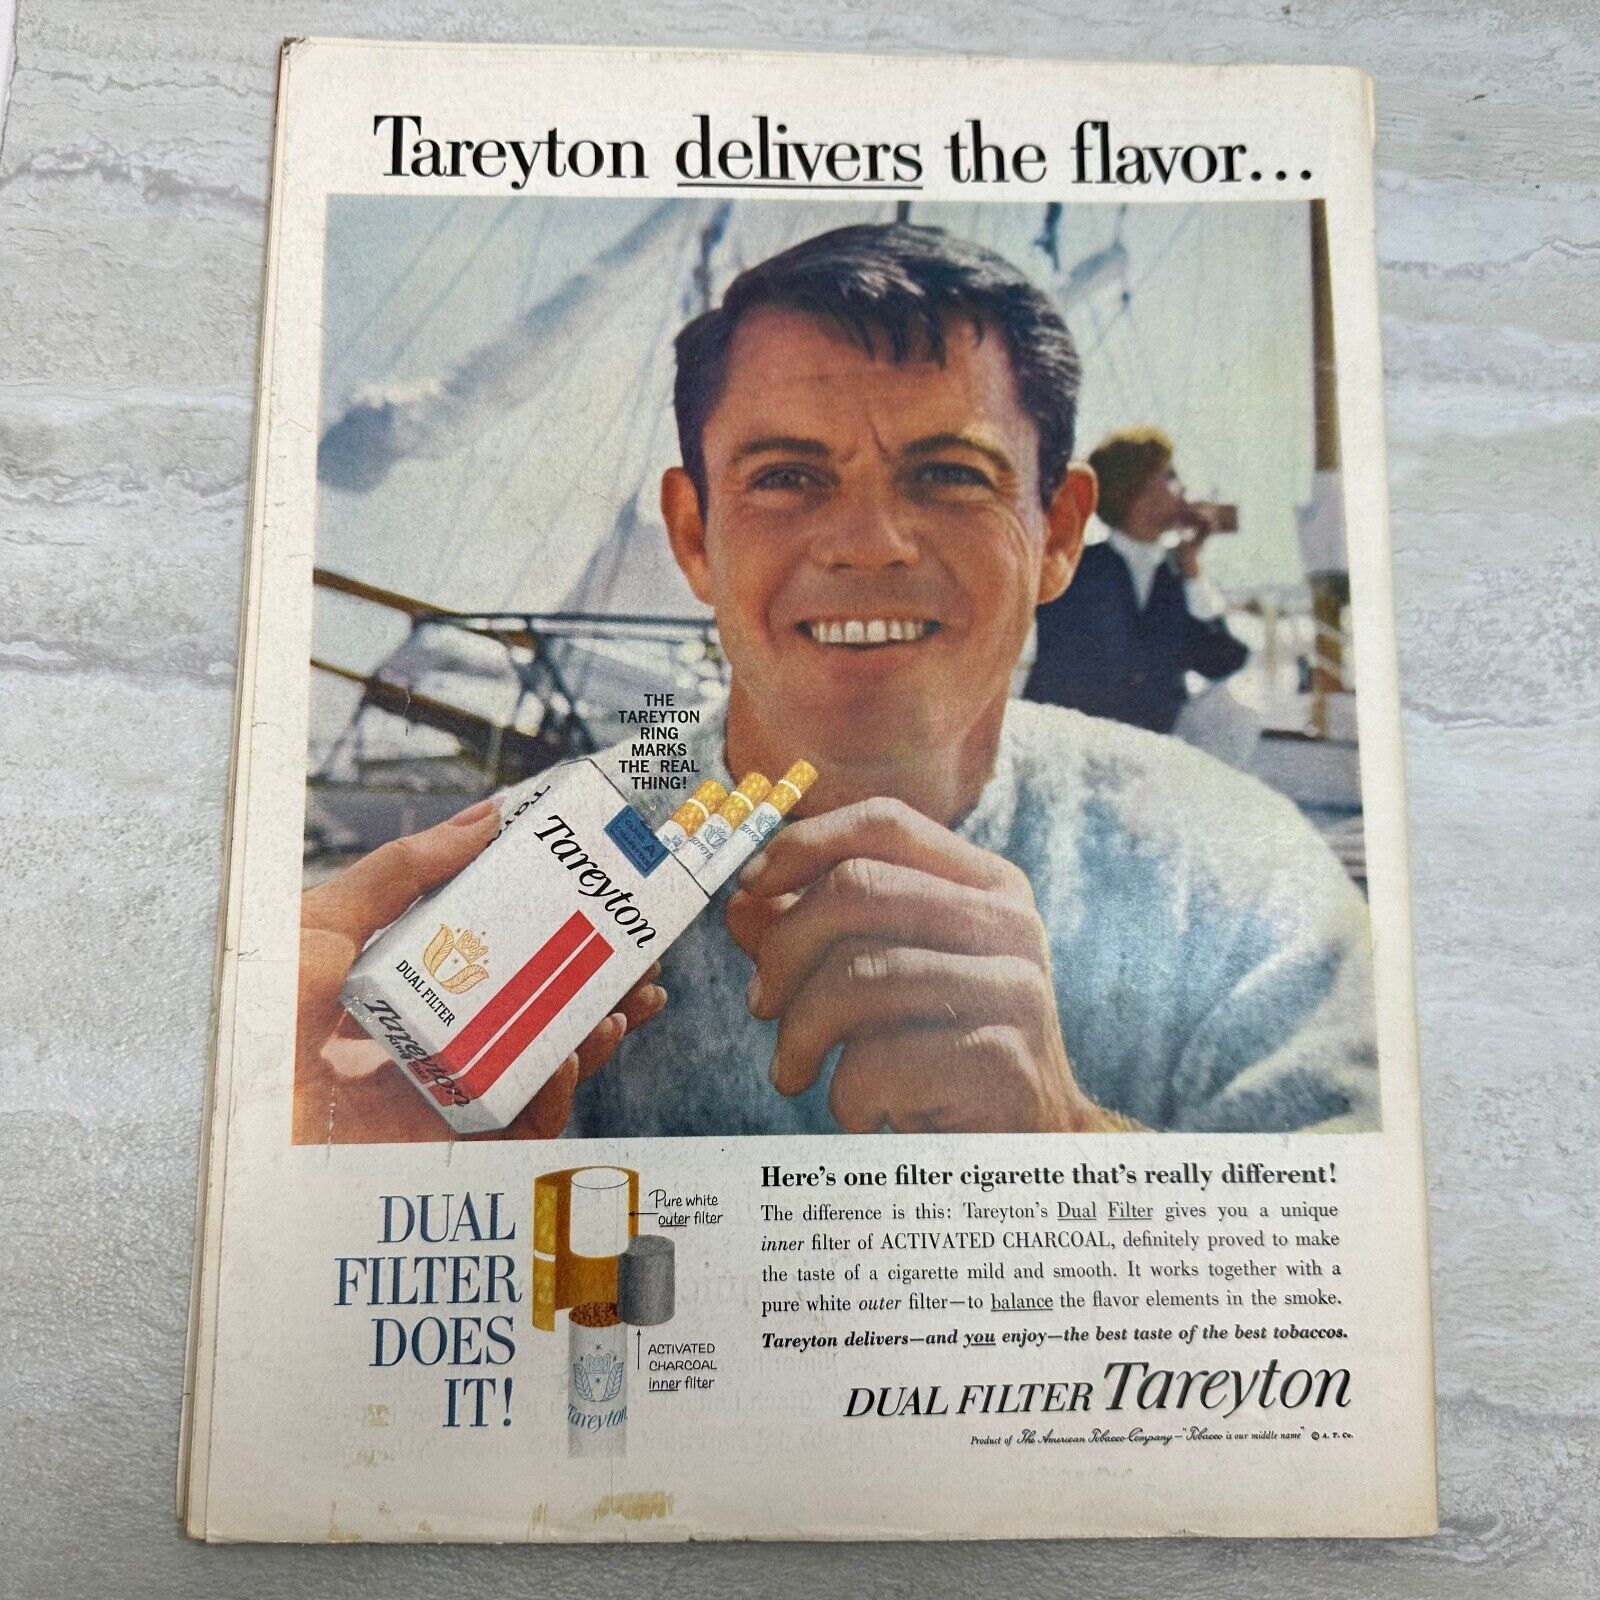 Tareyton delivers the flavor...
THE
TAREYTON
RING
MARKS
THE REAL
THING!
Tareyton
DUAL FILTER
Tareyton
DUAL
FILTER
DOES
IT!
Pure white
outer filter
ACTIVATED
CHARCOAL
inner filter
Tareyton
Here's one filter cigarette that's really different!
The difference is this: Tareyton's Dual Filter gives you a unique
inner filter of ACTIVATED CHARCOAL, definitely proved to make
the taste of a cigarette mild and smooth. It works together with a
pure white outer filter—to balance the flavor elements in the smoke.
Tareyton delivers—and you enjoy—the best taste of the best tobaccos.
DUAL FILTER Tareyton
Product of The American Tobacco Company—"Tobacco is our middle name" © A. T. Co.